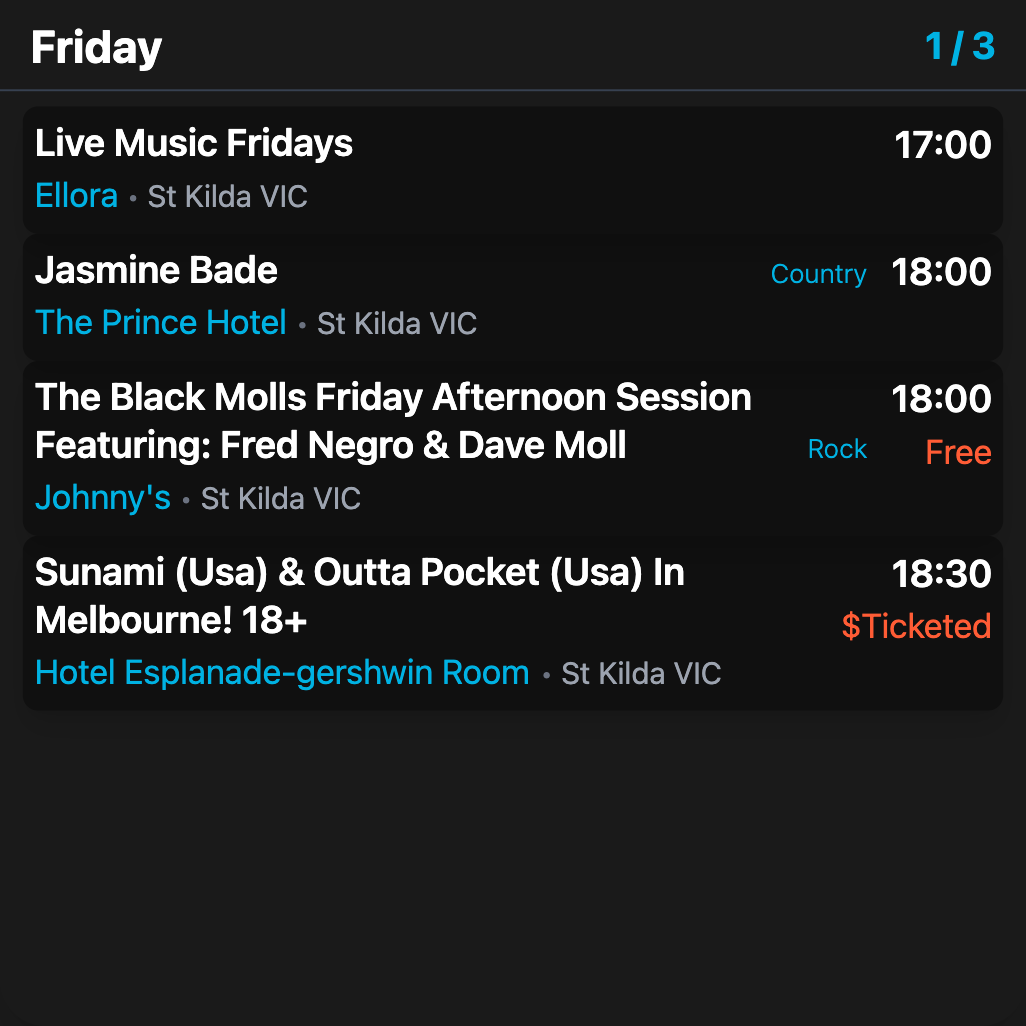 Friday 1 / 3
Live Music Fridays 17:00
Ellora • St Kilda VIC
Jasmine Bade Country 18:00
The Prince Hotel • St Kilda VIC
The Black Molls Friday Afternoon Session 18:00
Featuring: Fred Negro & Dave Moll Rock Free
Johnny's • St Kilda VIC
Sunami (Usa) & Outta Pocket (Usa) In 18:30
Melbourne! 18+ $Ticketed
Hotel Esplanade-gershwin Room • St Kilda VIC